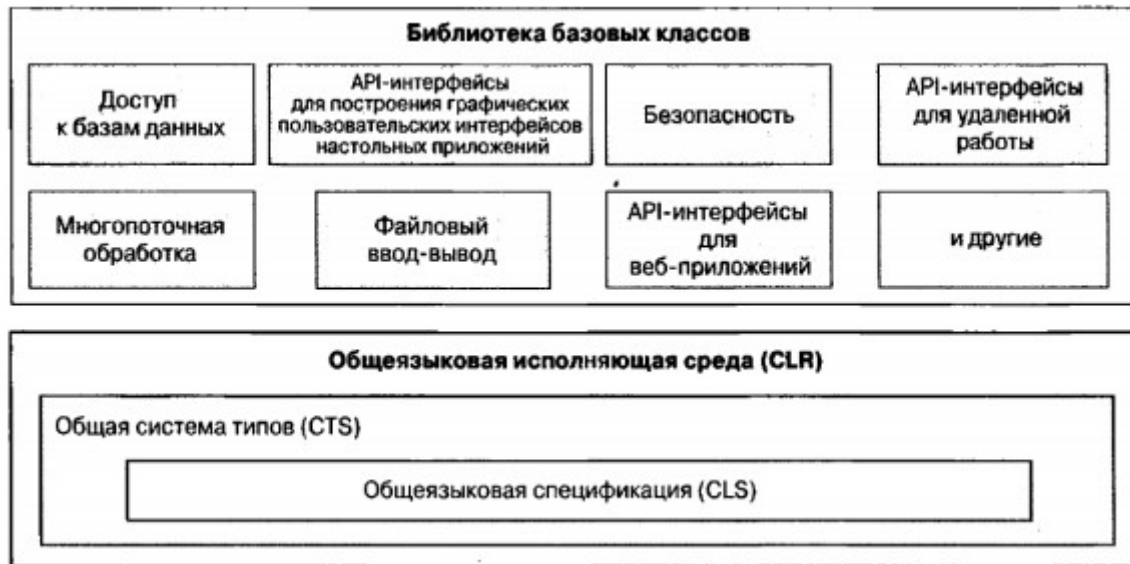 Библиотека базовых классов
Доступ
к базам данных
API-интерфейсы
для построения графических
пользовательских интерфейсов
настольных приложений
Безопасность
API-интерфейсы
для удаленной
работы
Многопоточная
обработка
Файловый
ввод-вывод
API-интерфейсы
для
веб-приложений
и другие
Общеязыковая исполняющая среда (CLR)
Общая система типов (CTS)
Общеязыковая спецификация (CLS)